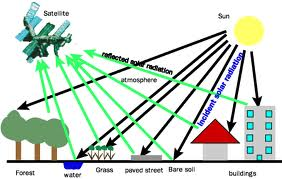 Satellite
Sun
reflected solar radiation
atmosphere
incident solar radiation
Forest
water
Grass
paved street
Bare soil
buildings